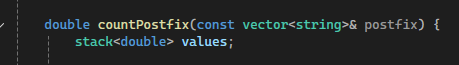 double countPostfix(const vector<string>& postfix) {
stack<double> values;